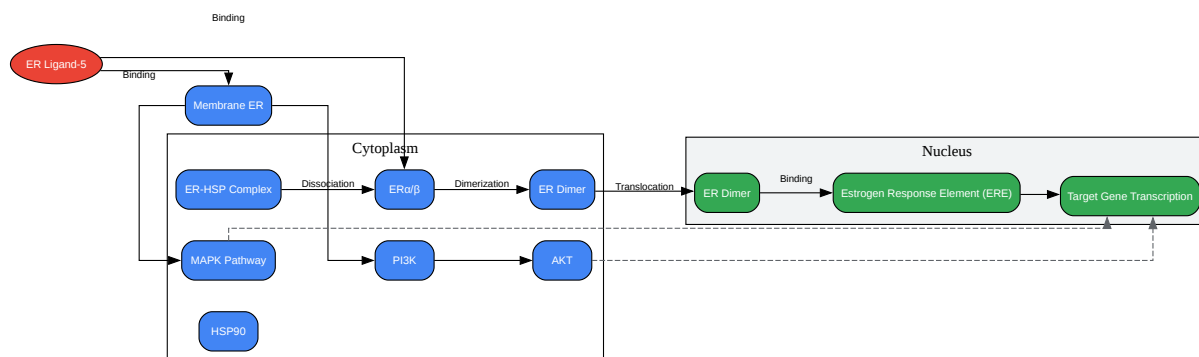 Binding
ER Ligand-5
Binding
Membrane ER
Cytoplasm
Nucleus
ER-HSP Complex
Dissociation
ERα/β
Dimerization
ER Dimer
Translocation
ER Dimer
Binding
Estrogen Response Element (ERE)
Target Gene Transcription
MAPK Pathway
PI3K
AKT
HSP90